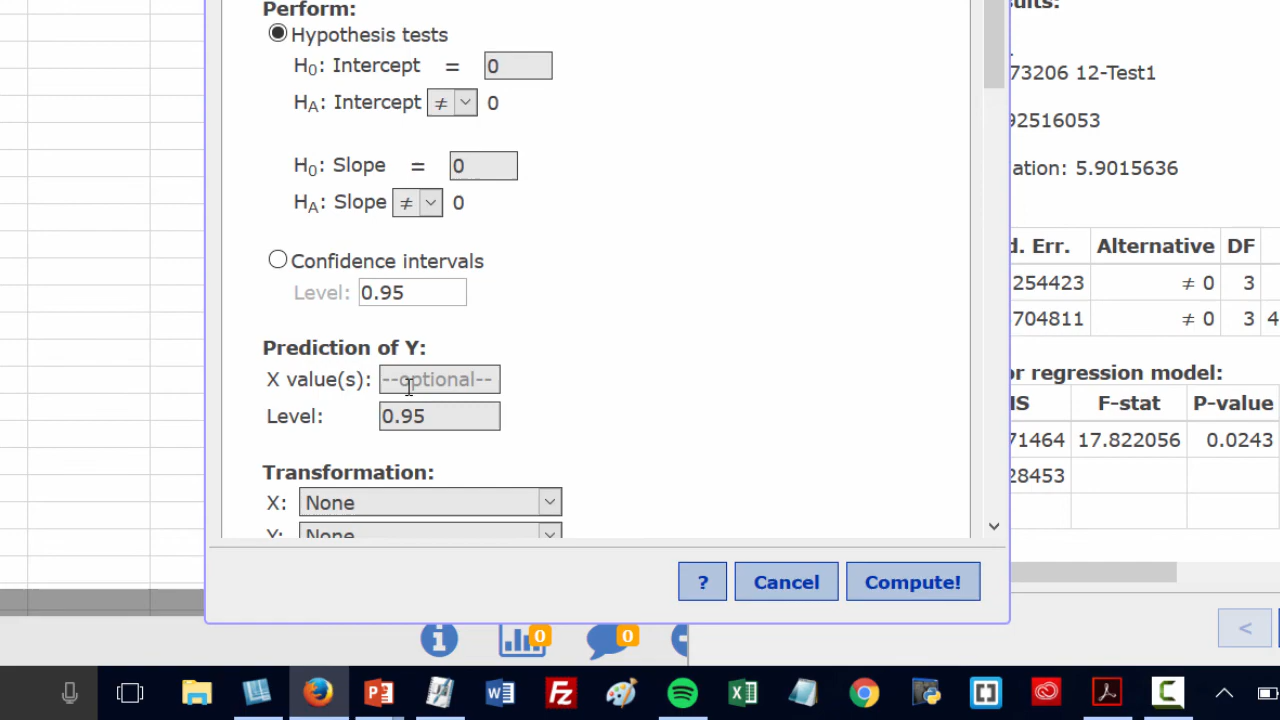 Perform:
Hypothesis tests
H0: Intercept = 0
HA: Intercept ≠ 0
H0: Slope = 0
HA: Slope ≠ 0
Confidence intervals
Level: 0.95
Prediction of Y:
X value(s): --optional--
Level: 0.95
Transformation:
X: None
Y: None
? Cancel Compute!
73206 12-Test1
92516053
ation: 5.9015636
d. Err. Alternative DF
254423 ≠ 0 3
704811 ≠ 0 3 4
or regression model:
MS F-stat P-value
71464 17.822056 0.0243
28453
<
0 0